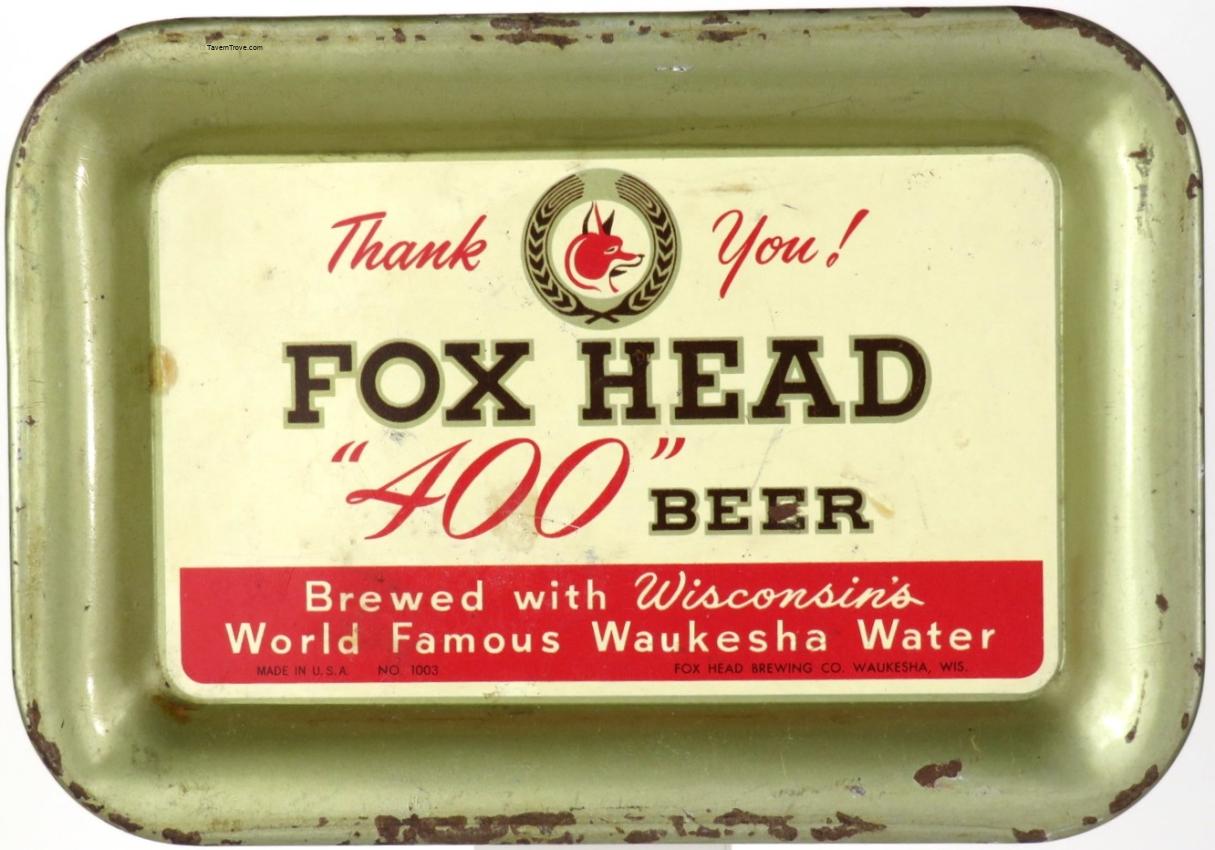 TavernTrove.com
Thank You!
FOX HEAD
"400" BEER
Brewed with Wisconsin's
World Famous Waukesha Water
MADE IN U.S.A. NO. 1003 FOX HEAD BREWING CO. WAUKESHA, WIS.